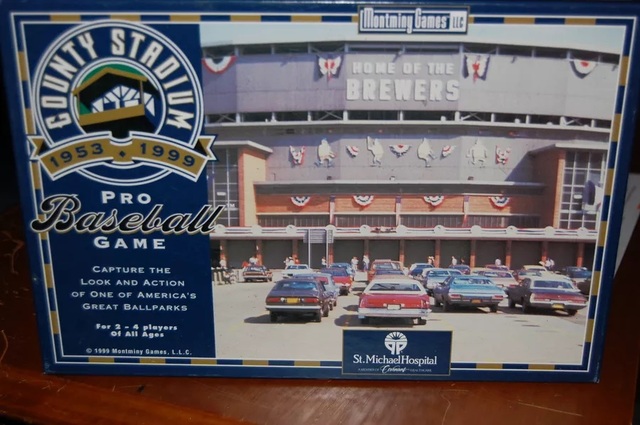 Montminy Games LLC
COUNTY STADIUM
1953 • 1999
PRO
Baseball
GAME
CAPTURE THE
LOOK AND ACTION
OF ONE OF AMERICA'S
GREAT BALLPARKS
For 2 - 4 players
Of All Ages
© 1999 Montminy Games, L.L.C.
HOME OF THE
BREWERS
St. Michael Hospital
Covenant